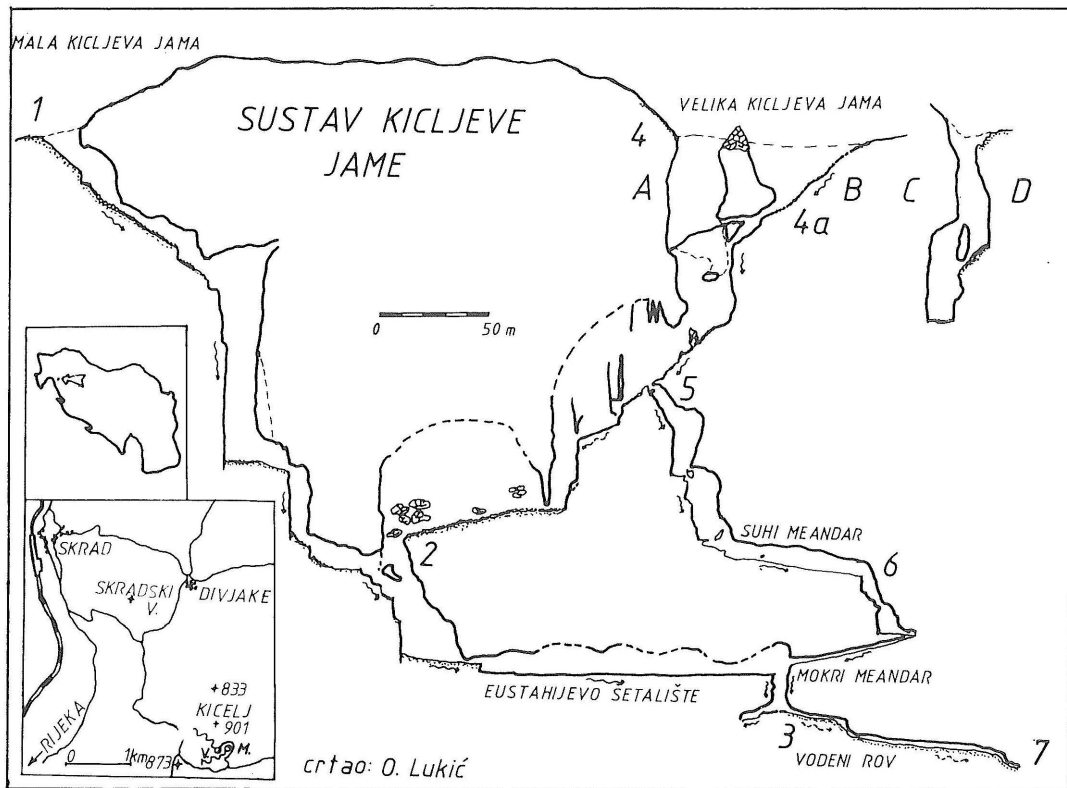 MALA KICLJEVA JAMA
1
SUSTAV KICLJEVE
JAME
VELIKA KICLJEVA JAMA
4
A
B
C
D
4a
0 50 m
5
SUHI MEANDAR
6
2
MOKRI MEANDAR
EUSTAHIJEVO ŠETALIŠTE
3
7
VODENI ROV
SKRAD
SKRADSKI
V.
DIVJAKE
+833
KICELJ
+901
V. M.
RIJEKA
0 1km
873
crtao: O. Lukić